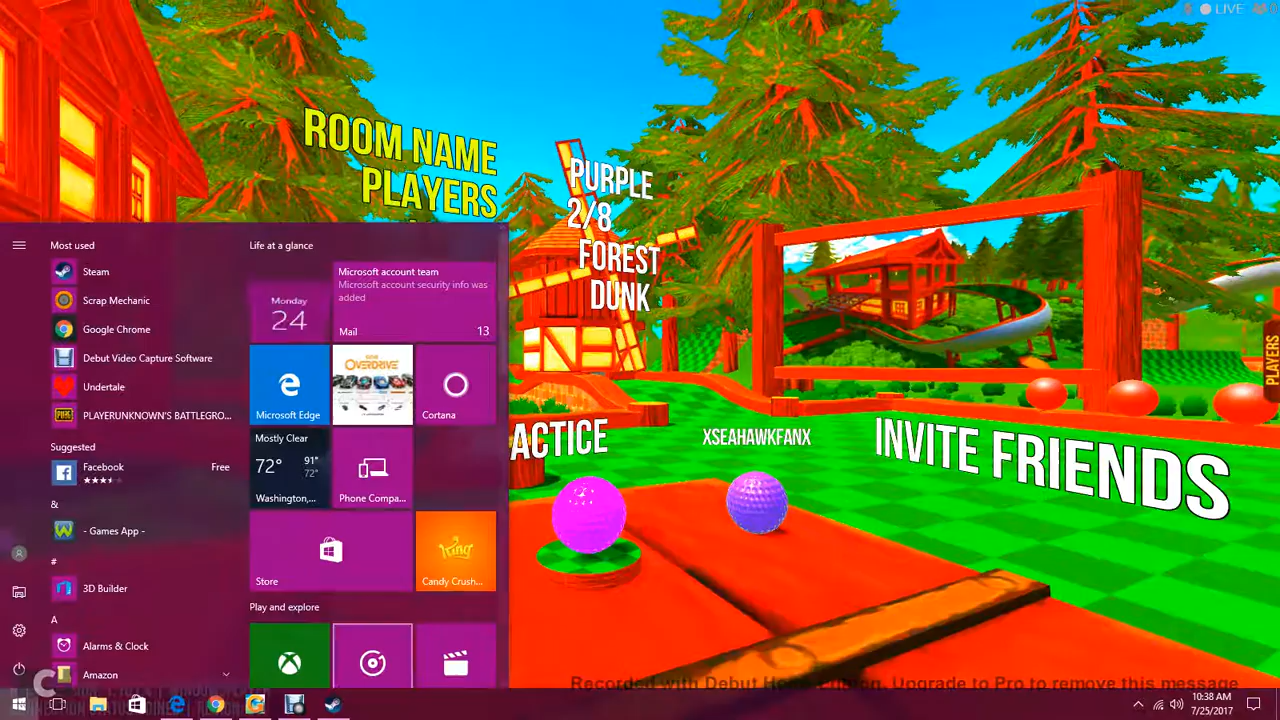 LIVE
ROOM NAME
PLAYERS
PURPLE
2/8
FOREST
DUNK
PLAYERS
ACTICE
XSEAHAWKFANX
INVITE FRIENDS
Most used
Steam
Scrap Mechanic
Google Chrome
Debut Video Capture Software
Undertale
PLAYERUNKNOWN'S BATTLEGRO...
Suggested
Facebook
Free
&
- Games App -
#
3D Builder
A
Alarms & Clock
Amazon
Life at a glance
Monday
24
Microsoft account team
Microsoft account security info was
added
Mail 13
Microsoft Edge
OVERDRIVE
Cortana
Mostly Clear
72° 91°
72°
Washington,...
Phone Compa...
Store
king
Candy Crush...
Play and explore
Recorded with Debut Home Edition. Upgrade to Pro to remove this message
10:38 AM
7/25/2017